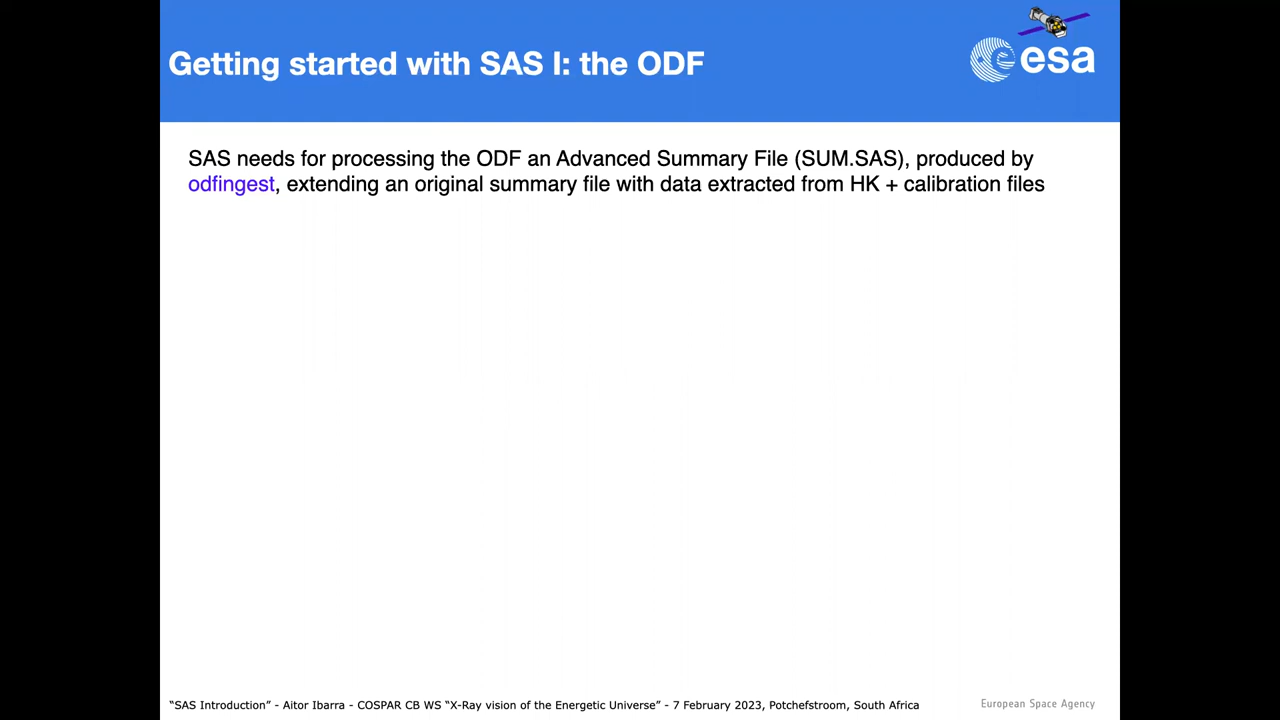 Getting started with SAS I: the ODF
esa
SAS needs for processing the ODF an Advanced Summary File (SUM.SAS), produced by
odfingest, extending an original summary file with data extracted from HK + calibration files
“SAS Introduction” - Aitor Ibarra - COSPAR CB WS “X-Ray vision of the Energetic Universe” - 7 February 2023, Potchefstroom, South Africa
European Space Agency